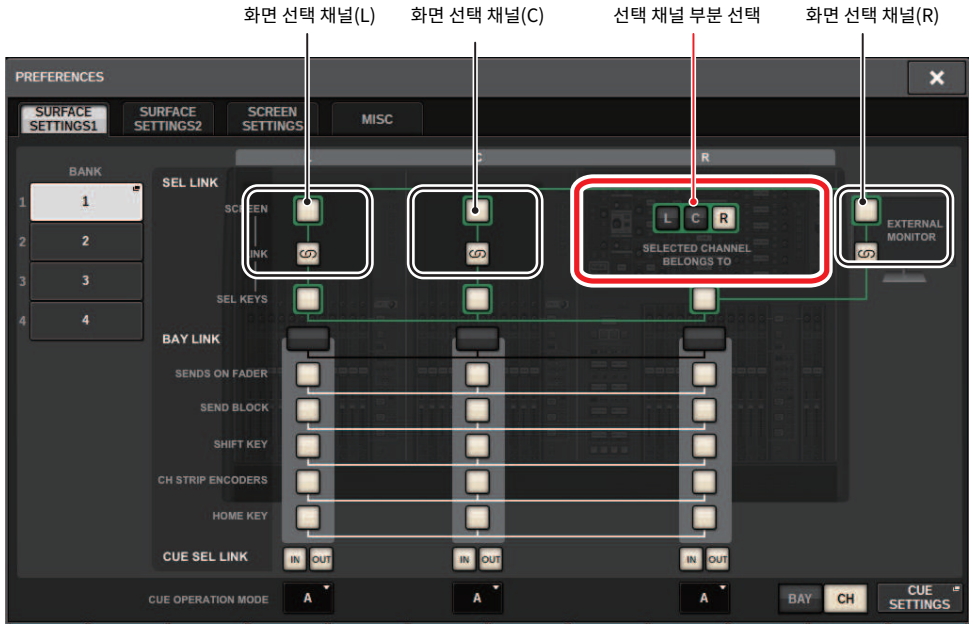 화면 선택 채널(L) 화면 선택 채널(C) 선택 채널 부분 선택 화면 선택 채널(R)
PREFERENCES
SURFACE SETTINGS1 SURFACE SETTINGS2 SCREEN SETTINGS MISC
L C R
BANK
1 1
2 2
3 3
4 4
SEL LINK
SCREEN
L C R
SELECTED CHANNEL
BELONGS TO
EXTERNAL
MONITOR
LINK
SEL KEYS
BAY LINK
SENDS ON FADER
SEND BLOCK
SHIFT KEY
CH STRIP ENCODERS
HOME KEY
CUE SEL LINK IN OUT IN OUT IN OUT
CUE OPERATION MODE A A A BAY CH CUE SETTINGS